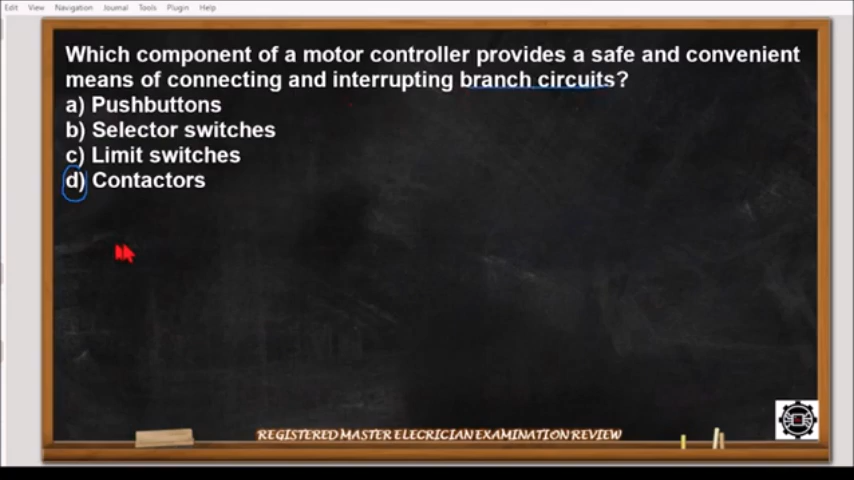 Edit View Navigation Journal Tools Plugin Help
Which component of a motor controller provides a safe and convenient
means of connecting and interrupting branch circuits?
a) Pushbuttons
b) Selector switches
c) Limit switches
d) Contactors
REGISTERED MASTER ELECRICIAN EXAMINATION REVIEW